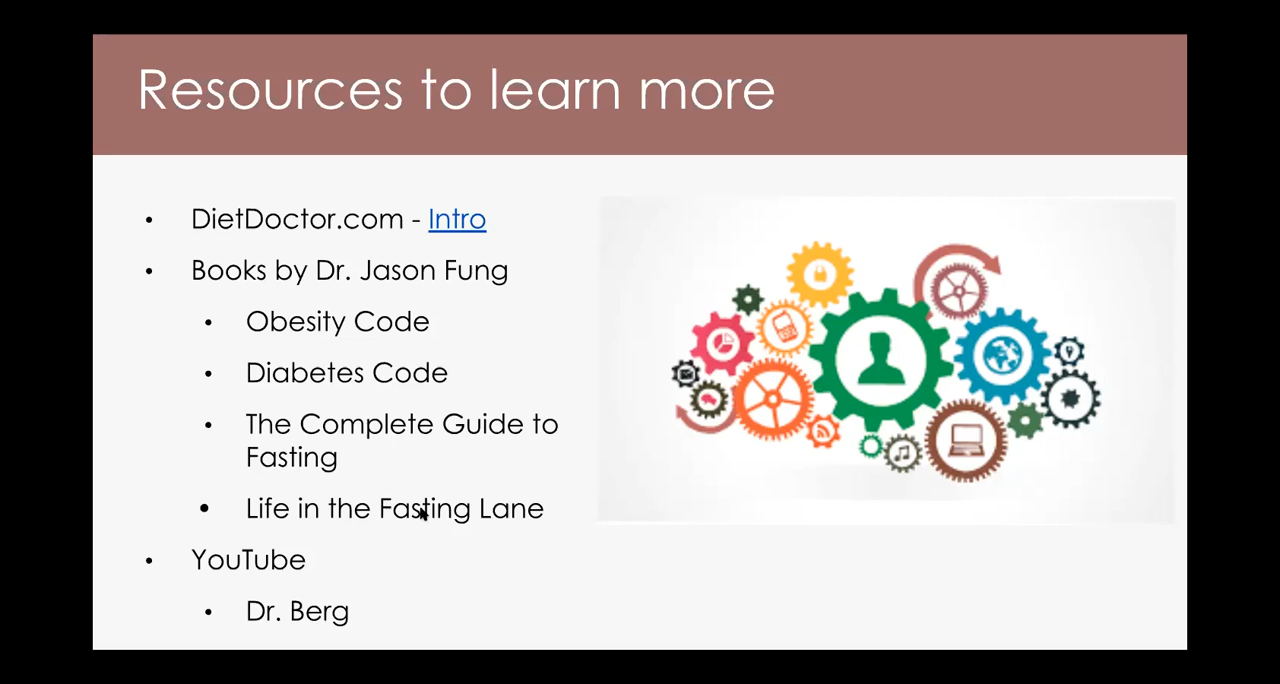 Resources to learn more
• DietDoctor.com - Intro
• Books by Dr. Jason Fung
• Obesity Code
• Diabetes Code
• The Complete Guide to
Fasting
• Life in the Fasting Lane
• YouTube
• Dr. Berg